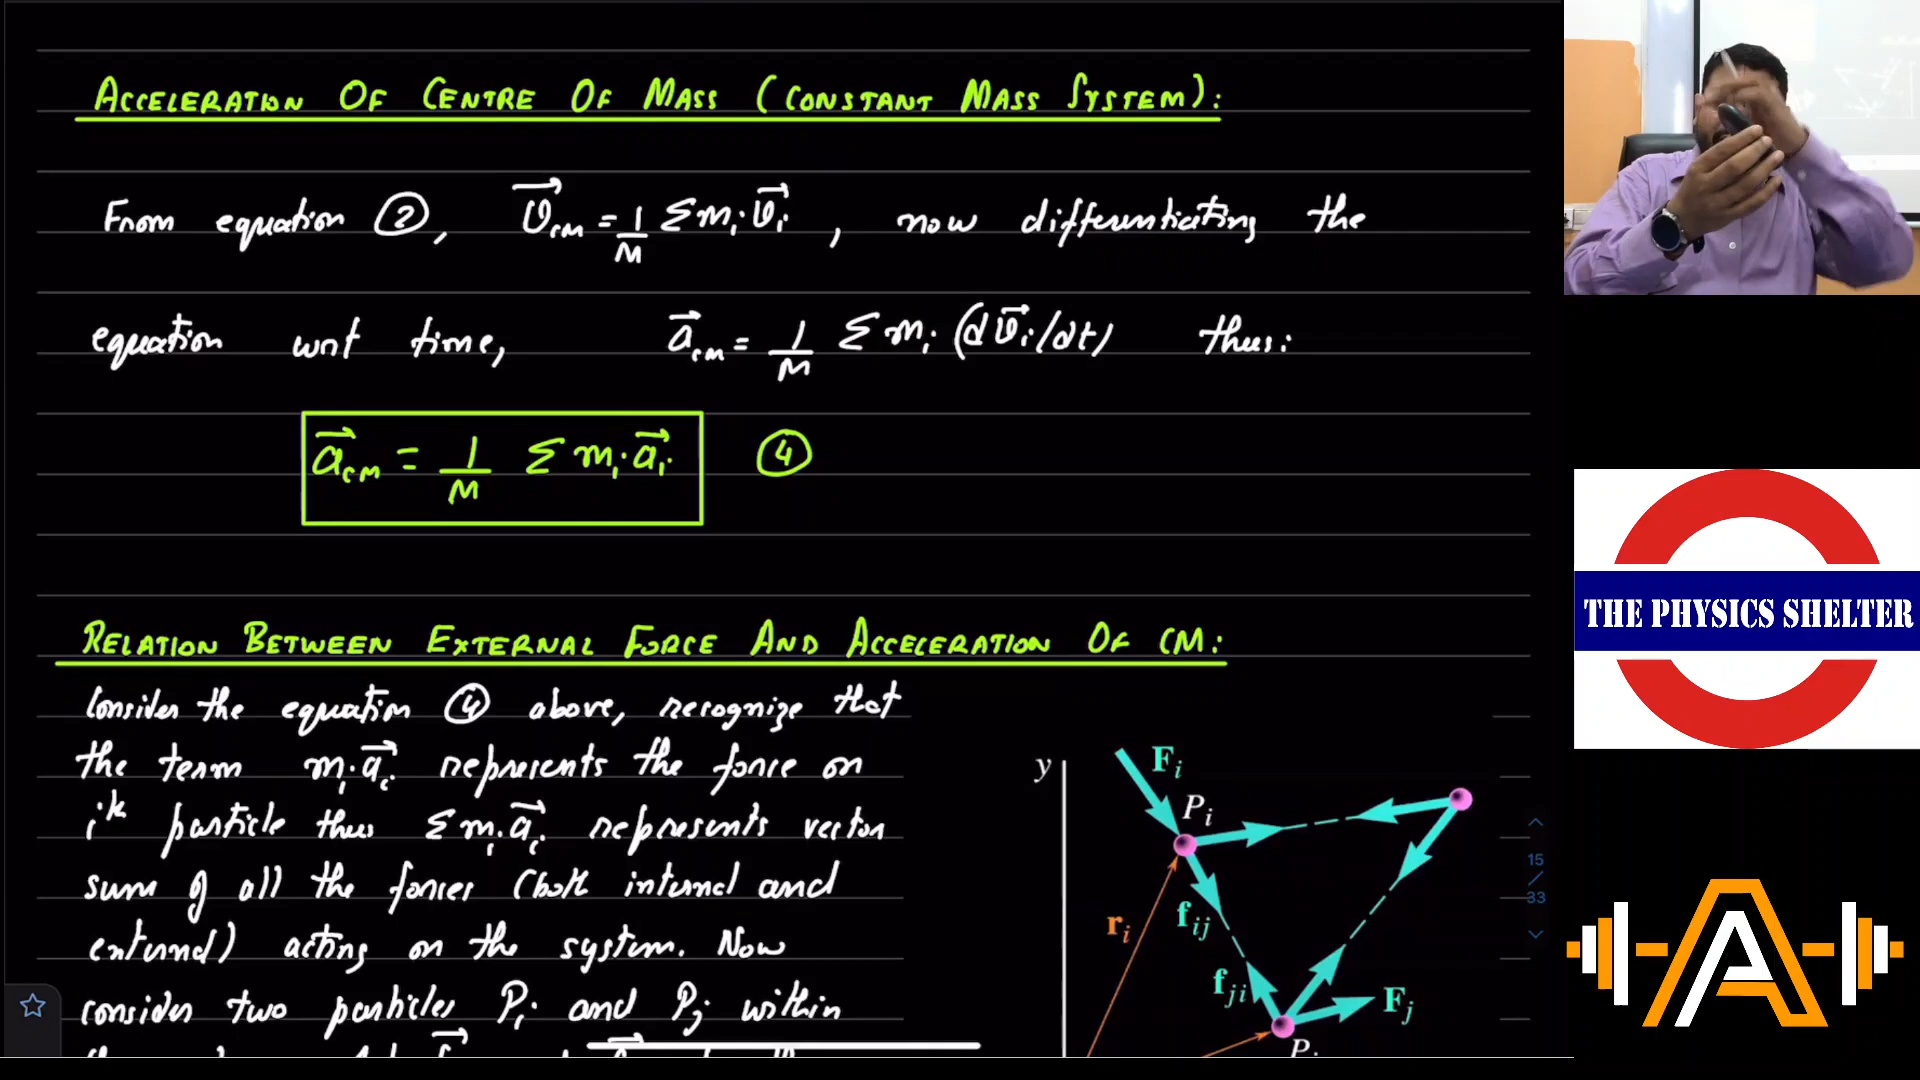 ACCELERATION OF CENTRE OF MASS (CONSTANT MASS SYSTEM):
From equation ②, v⃗cm = 1/M Σmi·v⃗i , now differentiating the
equation wrt time, a⃗cm = 1/M Σmi (dv⃗i/dt) thus:
a⃗cm = 1/M Σ mi·a⃗i ④
RELATION BETWEEN EXTERNAL FORCE AND ACCELERATION OF CM:
Consider the equation ④ above, recognize that
the term mi·a⃗i represents the force on
ith particle thus Σmi·a⃗i represents vector
sum of all the forces (both internal and
external) acting on the system. Now
consider two particles Pi and Pj within
y
Fi
Pi
ri
fij
fji
Fj
15
/
33
THE PHYSICS SHELTER